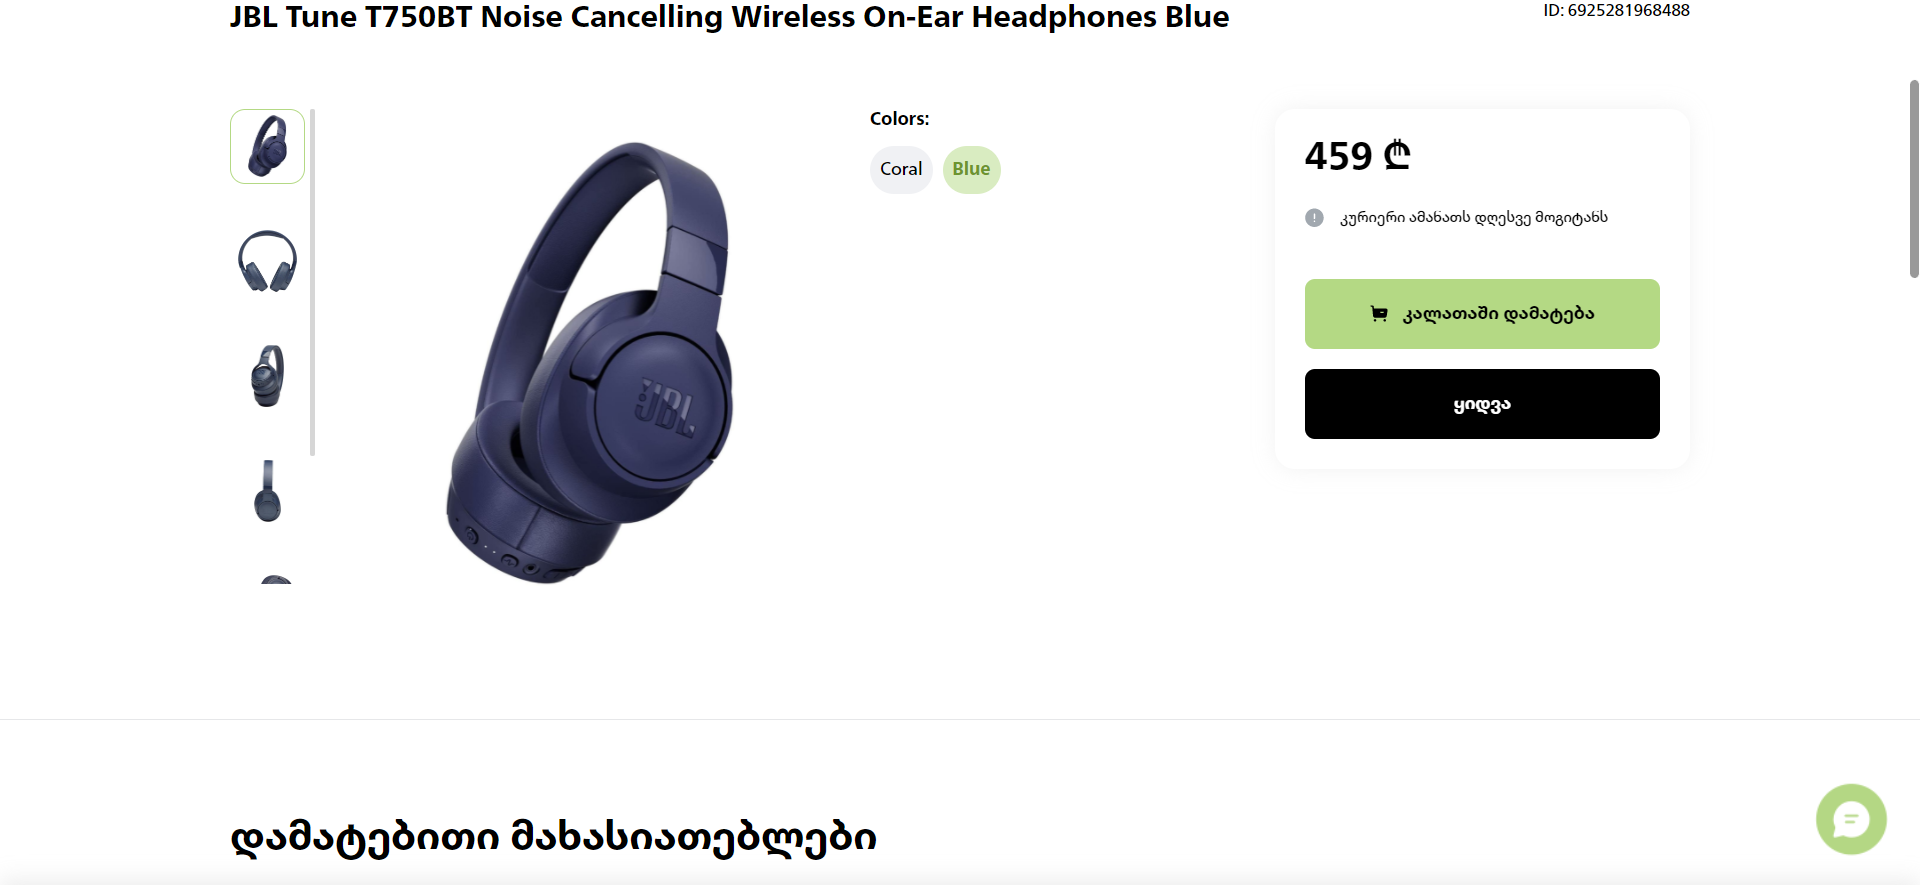 JBL Tune T750BT Noise Cancelling Wireless On-Ear Headphones Blue
ID: 6925281968488
Colors:
Coral
Blue
JBL
459 ₾
კურიერი ამანათს დღესვე მოგიტანს
კალათაში დამატება
ყიდვა
დამატებითი მახასიათებლები